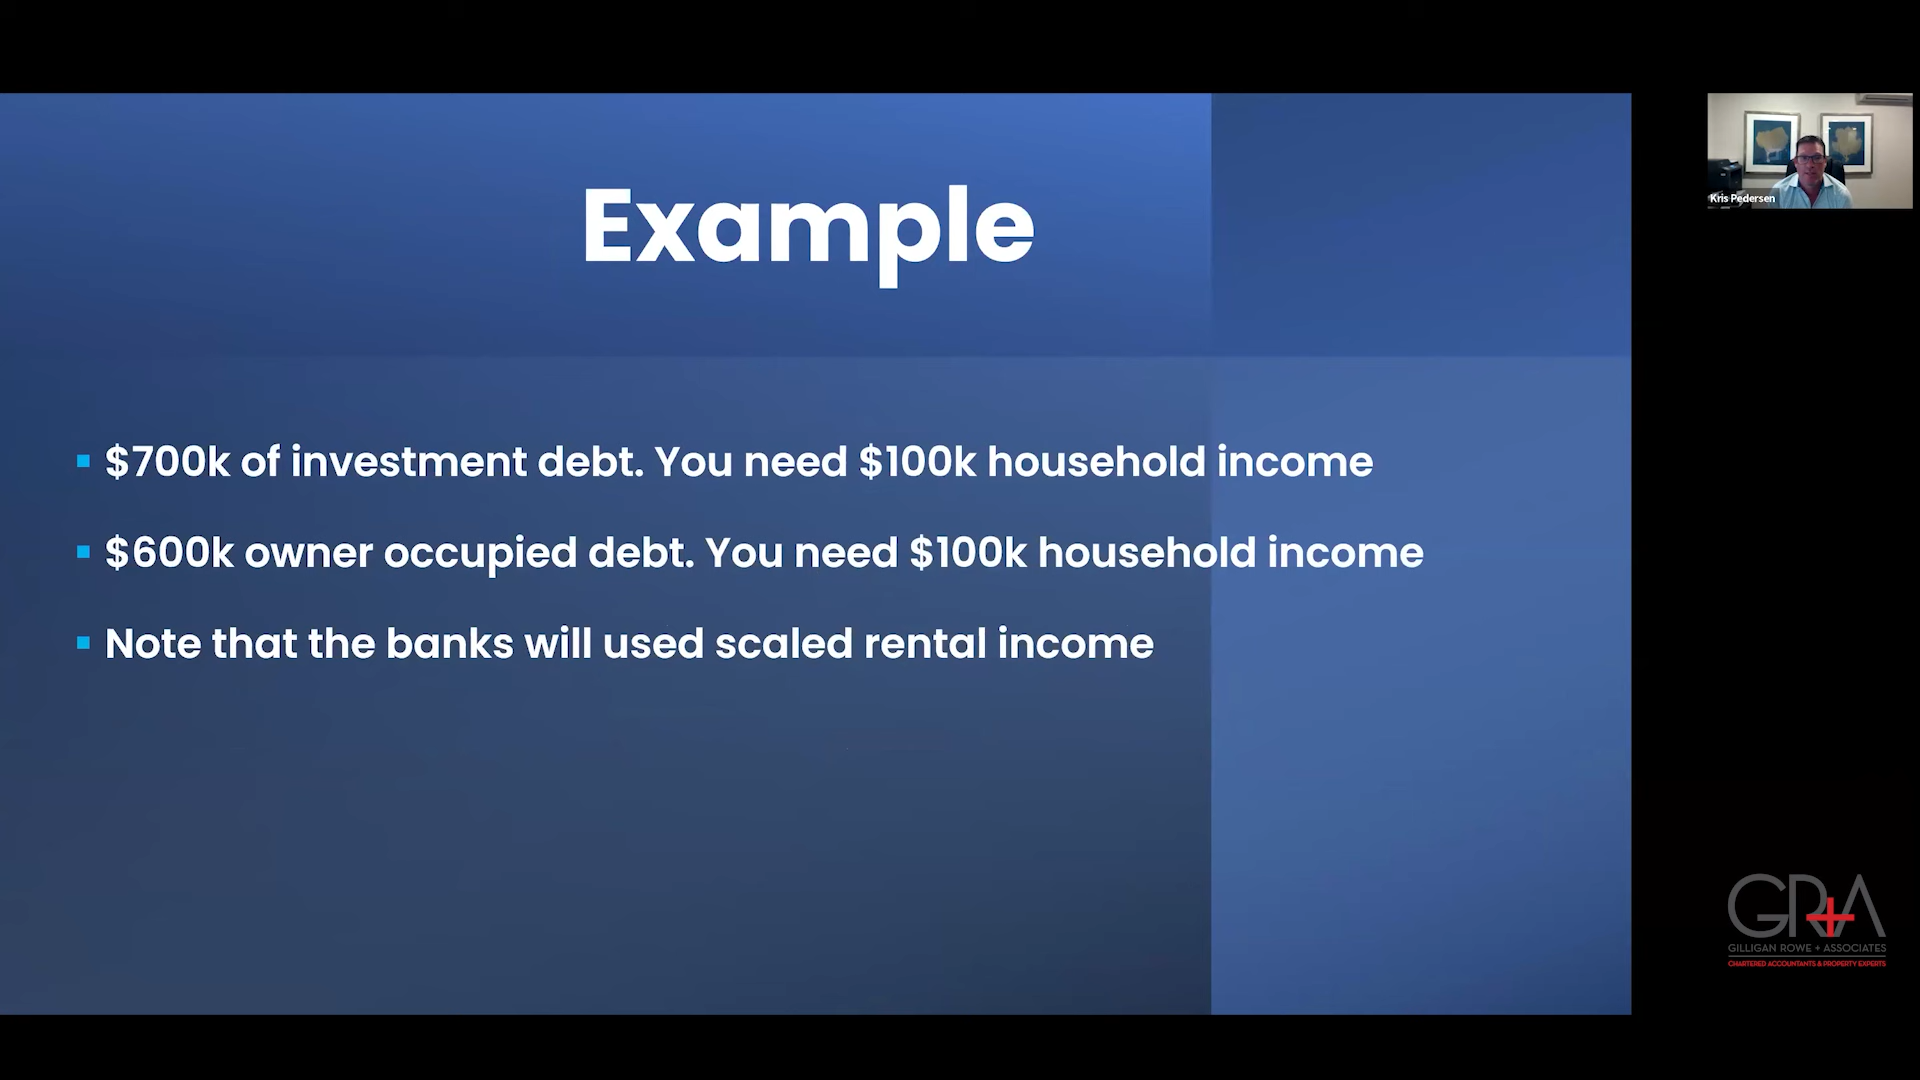 Example
$700k of investment debt. You need $100k household income
$600k owner occupied debt. You need $100k household income
Note that the banks will used scaled rental income
Kris Pedersen
GR+A
GILLIGAN ROWE + ASSOCIATES
CHARTERED ACCOUNTANTS & PROPERTY EXPERTS